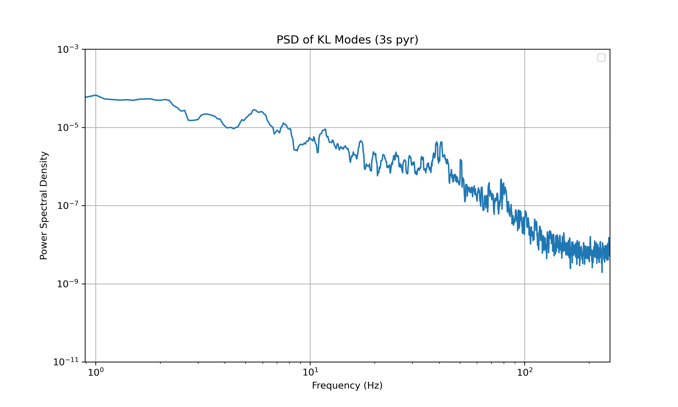 PSD of KL Modes (3s pyr)
10⁻³
10⁻⁵
10⁻⁷
10⁻⁹
10⁻¹¹
Power Spectral Density
10⁰ 10¹ 10²
Frequency (Hz)